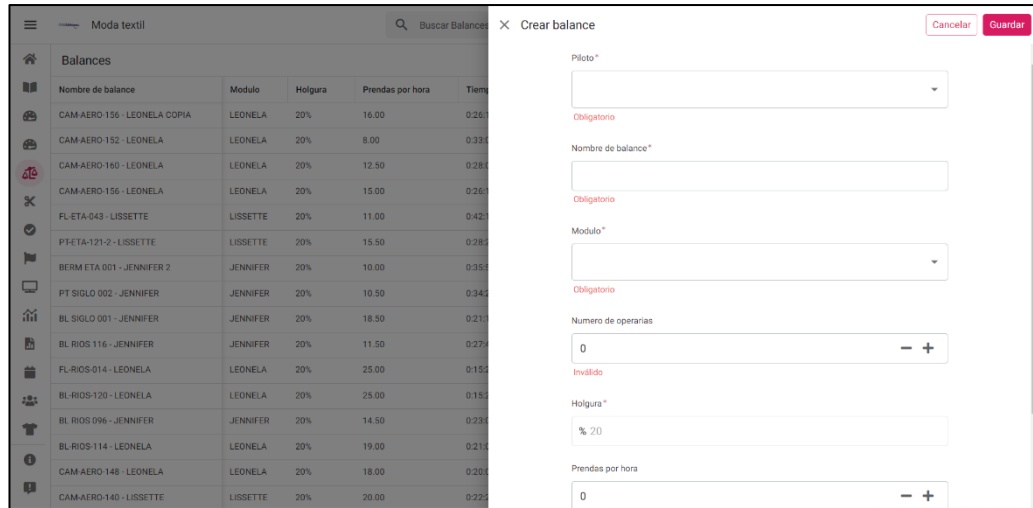 Moda textil
Buscar Balances
Balances
Nombre de balance Modulo Holgura Prendas por hora
CAM-AERO-156 - LEONELA COPIA LEONELA 20% 16.00
CAM-AERO-152 - LEONELA LEONELA 20% 8.00
CAM-AERO-160 - LEONELA LEONELA 20% 12.50
CAM-AERO-156 - LEONELA LEONELA 20% 15.00
FL-ETA-043 - LISSETTE LISSETTE 20% 11.00
PT-ETA-121-2 - LISSETTE LISSETTE 20% 15.50
BERM ETA 001 - JENNIFER 2 JENNIFER 20% 10.00
PT SIGLO 002 - JENNIFER JENNIFER 20% 10.50
BL SIGLO 001 - JENNIFER JENNIFER 20% 18.50
BL RIOS 116 - JENNIFER JENNIFER 20% 11.50
FL-RIOS-014 - LEONELA LEONELA 20% 25.00
BL-RIOS-120 - LEONELA LEONELA 20% 25.00
BL RIOS 096 - JENNIFER JENNIFER 20% 14.50
BL-RIOS-114 - LEONELA LEONELA 20% 19.00
CAM-AERO-148 - LEONELA LEONELA 20% 18.00
CAM-AERO-140 - LISSETTE LISSETTE 20% 20.00
Crear balance
Cancelar
Guardar
Piloto*
Obligatorio
Nombre de balance*
Obligatorio
Modulo*
Obligatorio
Numero de operarias
0
Inválido
Holgura*
% 20
Prendas por hora
0